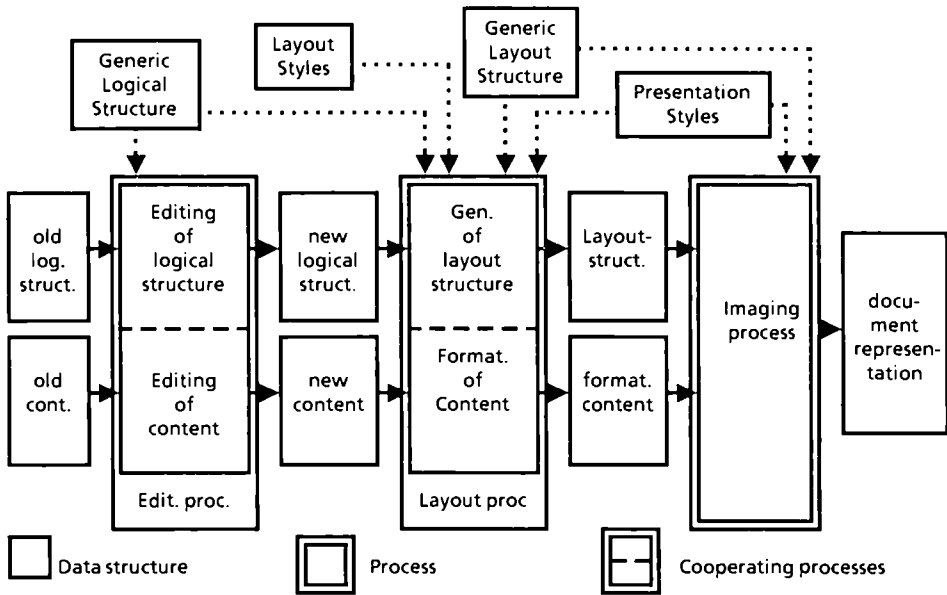 Generic
Logical
Structure
Layout
Styles
Generic
Layout
Structure
Presentation
Styles
old
log.
struct.
Editing
of
logical
structure
new
logical
struct.
Gen.
of
layout
structure
Layout-
struct.
Imaging
process
docu-
ment
represen-
tation
old
cont.
Editing
of
content
new
content
Format.
of
Content
format.
content
Edit. proc.
Layout proc
Data structure
Process
Cooperating processes